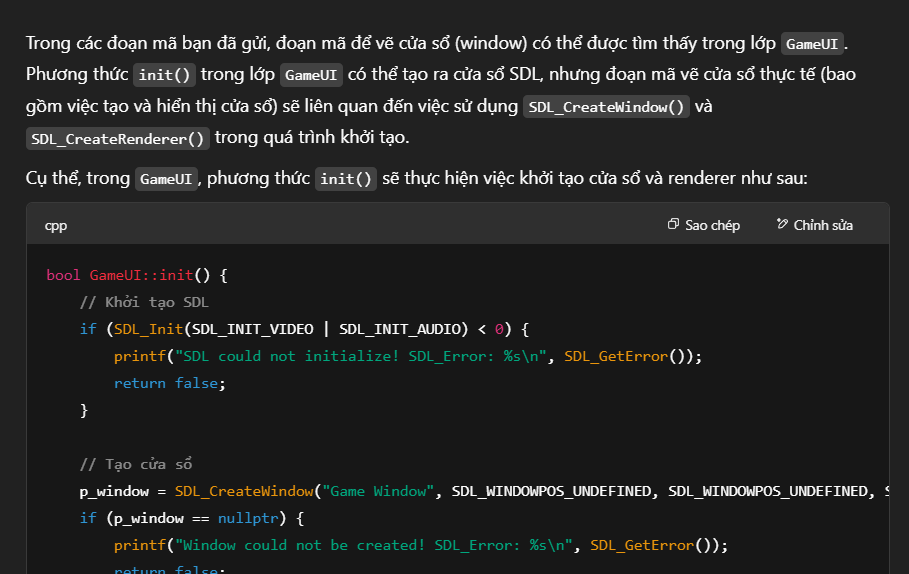 Trong các đoạn mã bạn đã gửi, đoạn mã để vẽ cửa sổ (window) có thể được tìm thấy trong lớp GameUI.
Phương thức init() trong lớp GameUI có thể tạo ra cửa sổ SDL, nhưng đoạn mã vẽ cửa sổ thực tế (bao
gồm việc tạo và hiển thị cửa sổ) sẽ liên quan đến việc sử dụng SDL_CreateWindow() và
SDL_CreateRenderer() trong quá trình khởi tạo.
Cụ thể, trong GameUI, phương thức init() sẽ thực hiện việc khởi tạo cửa sổ và renderer như sau:
cpp Sao chép Chỉnh sửa
bool GameUI::init() {
    // Khởi tạo SDL
    if (SDL_Init(SDL_INIT_VIDEO | SDL_INIT_AUDIO) < 0) {
        printf("SDL could not initialize! SDL_Error: %s\n", SDL_GetError());
        return false;
    }
    // Tạo cửa sổ
    p_window = SDL_CreateWindow("Game Window", SDL_WINDOWPOS_UNDEFINED, SDL_WINDOWPOS_UNDEFINED,
    if (p_window == nullptr) {
        printf("Window could not be created! SDL_Error: %s\n", SDL_GetError());
        return false;